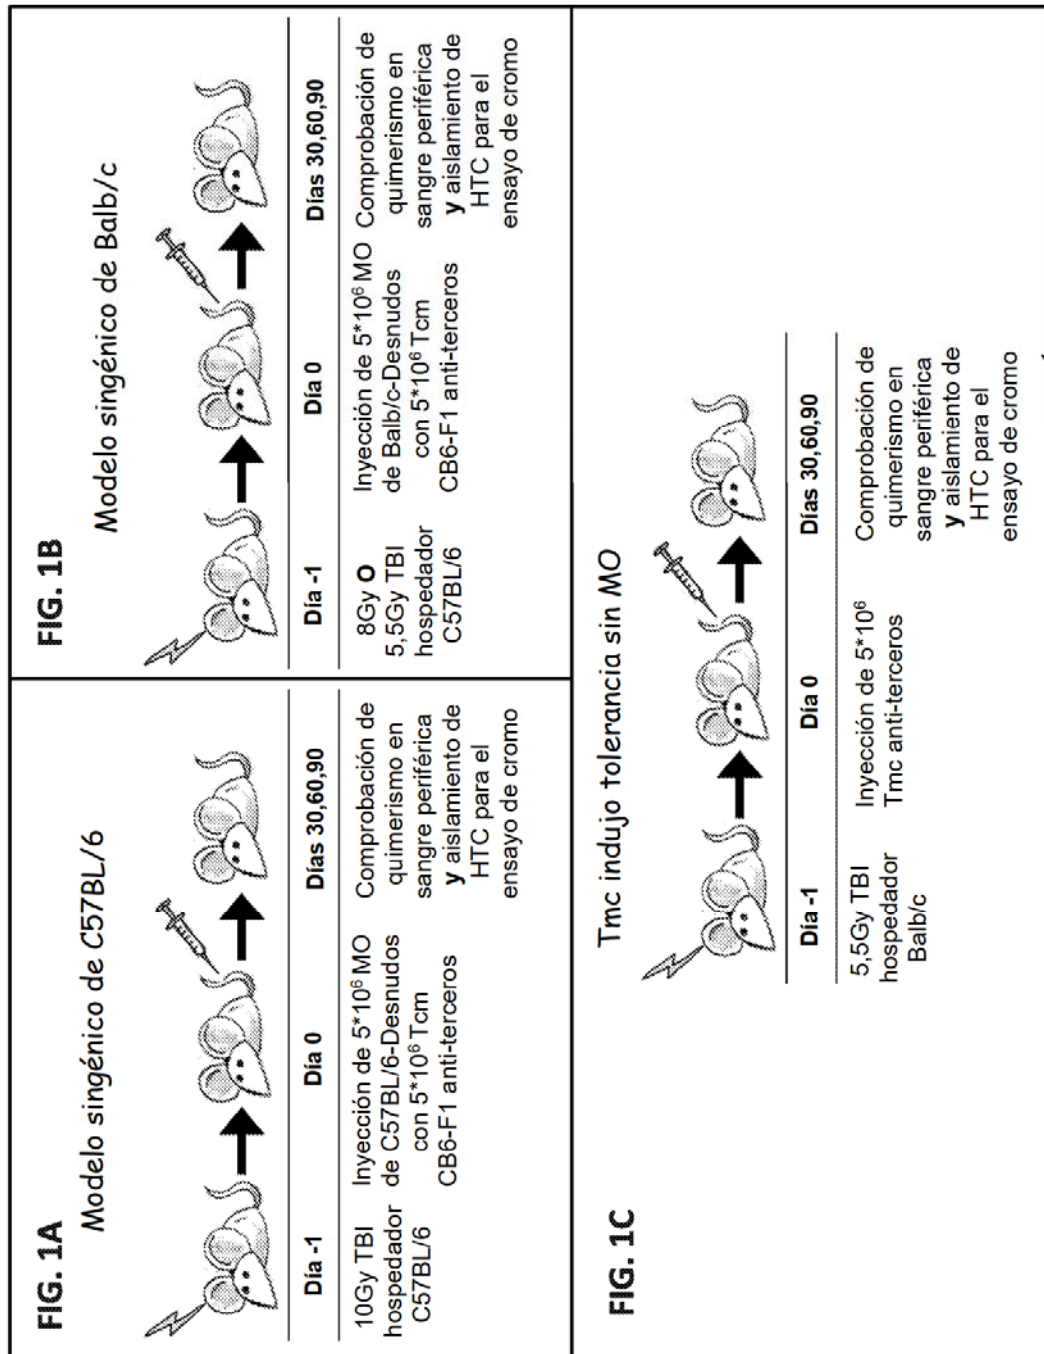 FIG. 1A
Modelo singénico de C57BL/6
Día -1
Día 0
Días 30,60,90
10Gy TBI
hospedador
C57BL/6
Inyección de 5*10⁶ MO
de C57BL/6-Desnudos
con 5*10⁶ Tcm
CB6-F1 anti-terceros
Comprobación de
quimerismo en
sangre periférica
y aislamiento de
HTC para el
ensayo de cromo
FIG. 1B
Modelo singénico de Balb/c
Día -1
Día 0
Días 30,60,90
8Gy O
5,5Gy TBI
hospedador
C57BL/6
Inyección de 5*10⁶ MO
de Balb/c-Desnudos
con 5*10⁶ Tcm
CB6-F1 anti-terceros
Comprobación de
quimerismo en
sangre periférica
y aislamiento de
HTC para el
ensayo de cromo
FIG. 1C
Tmc indujo tolerancia sin MO
Día -1
Día 0
Días 30,60,90
5,5Gy TBI
hospedador
Balb/c
Inyección de 5*10⁶
Tmc anti-terceros
Comprobación de
quimerismo en
sangre periférica
y aislamiento de
HTC para el
ensayo de cromo